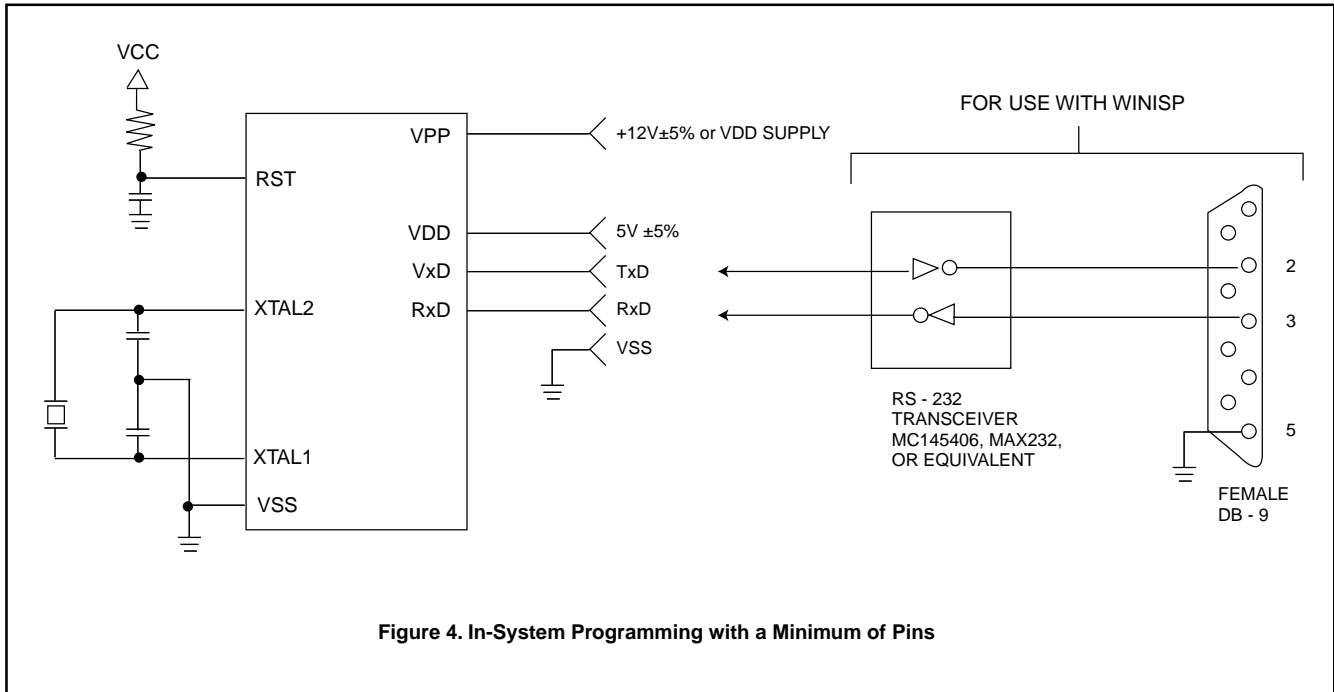 VCC
FOR USE WITH WINISP
VPP
+12V±5% or VDD SUPPLY
RST
VDD
5V ±5%
VxD
TxD
2
XTAL2
RxD
RxD
3
VSS
RS - 232
TRANSCEIVER
MC145406, MAX232,
OR EQUIVALENT
5
XTAL1
VSS
FEMALE
DB - 9
Figure 4. In-System Programming with a Minimum of Pins